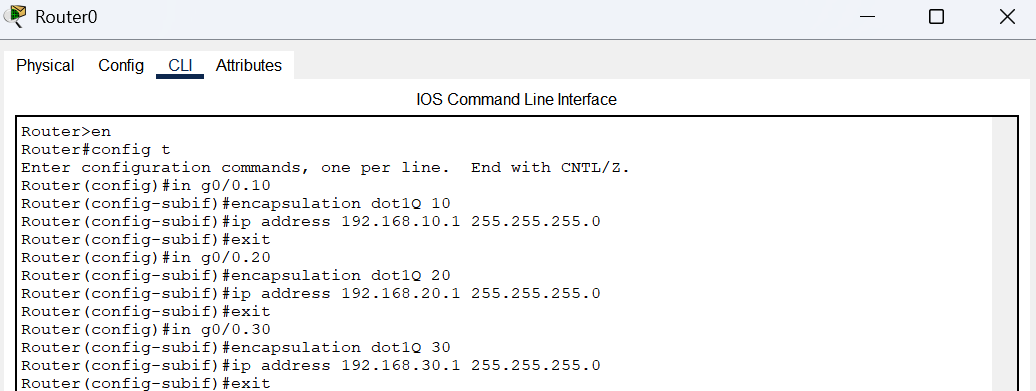 Router0
Physical Config CLI Attributes
IOS Command Line Interface
Router>en
Router#config t
Enter configuration commands, one per line.  End with CNTL/Z.
Router(config)#in g0/0.10
Router(config-subif)#encapsulation dot1Q 10
Router(config-subif)#ip address 192.168.10.1 255.255.255.0
Router(config-subif)#exit
Router(config)#in g0/0.20
Router(config-subif)#encapsulation dot1Q 20
Router(config-subif)#ip address 192.168.20.1 255.255.255.0
Router(config-subif)#exit
Router(config)#in g0/0.30
Router(config-subif)#encapsulation dot1Q 30
Router(config-subif)#ip address 192.168.30.1 255.255.255.0
Router(config-subif)#exit